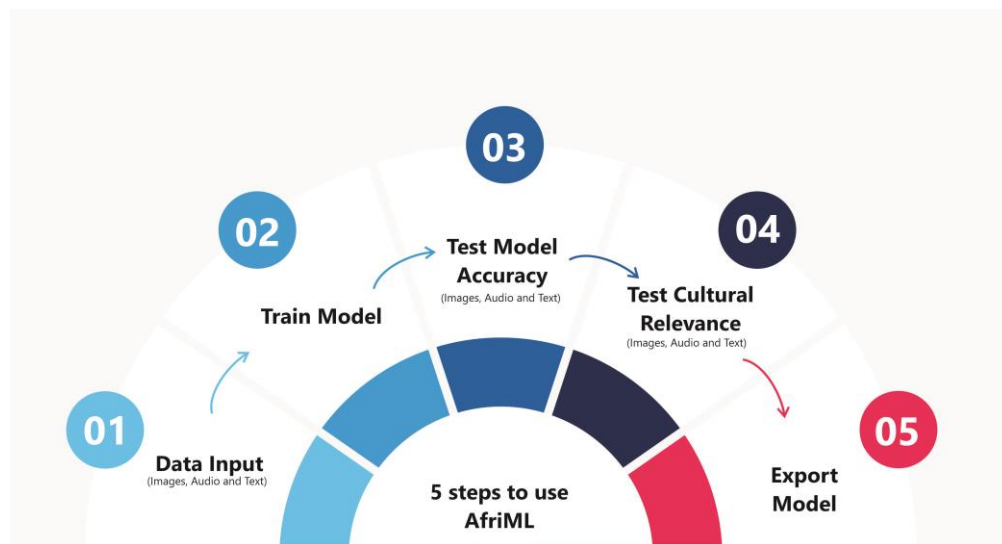 01
Data Input
(Images, Audio and Text)
02
Train Model
03
Test Model
Accuracy
(Images, Audio and Text)
04
Test Cultural
Relevance
(Images, Audio and Text)
05
Export
Model
5 steps to use
AfriML